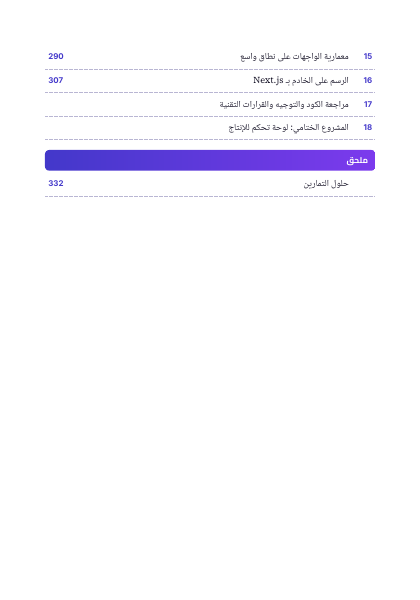 15 معمارية الواجهات على نطاق واسع 290
16 الرسم على الخادم بـ Next.js 307
17 مراجعة الكود والتوجيه والقرارات التقنية
18 المشروع الختامي: لوحة تحكم للإنتاج
ملحق
حلول التمارين 332